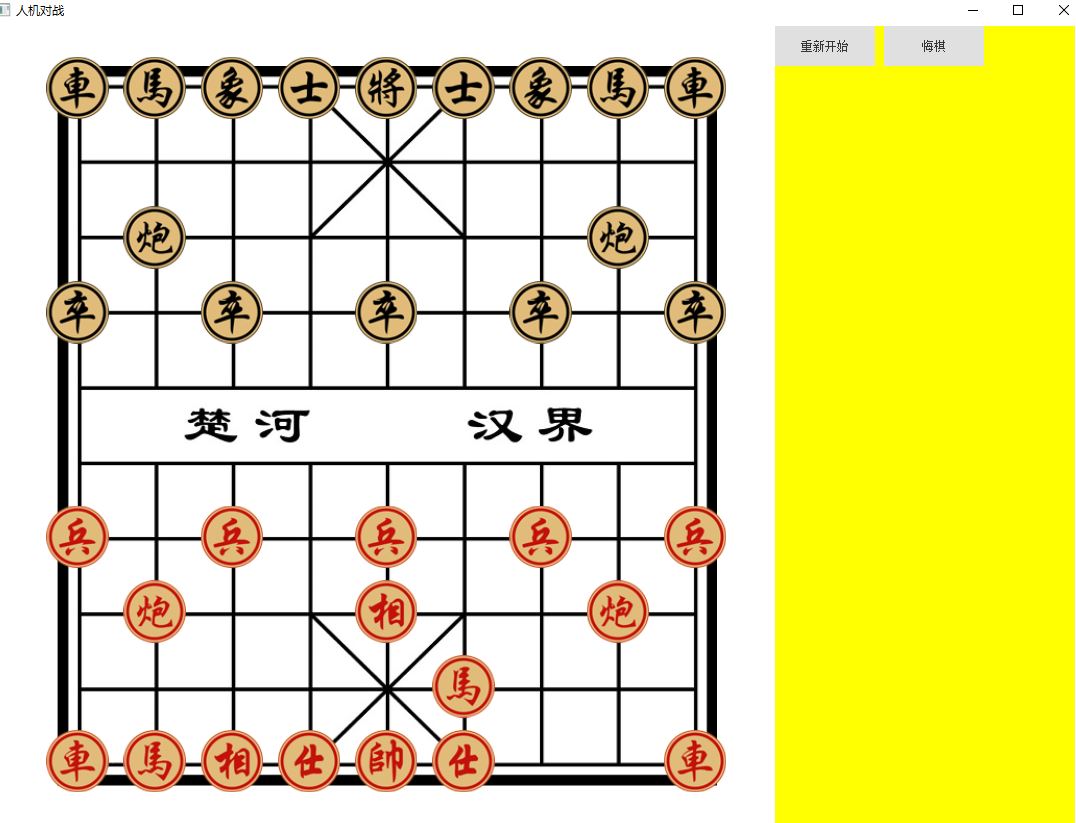 人机对战
重新开始 悔棋
車馬象士將士象馬車
炮炮
卒卒卒卒卒
楚河 汉界
兵兵兵兵兵
炮相炮
馬
車馬相仕帥仕車